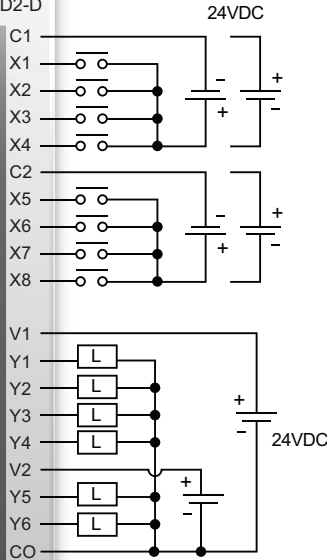 D2-D
24VDC
C1
X1
X2
X3
X4
C2
X5
X6
X7
X8
- +
+ -
- +
+ -
V1
Y1 L
Y2 L
Y3 L
Y4 L
V2
Y5 L
Y6 L
CO
+
-
24VDC
+
-